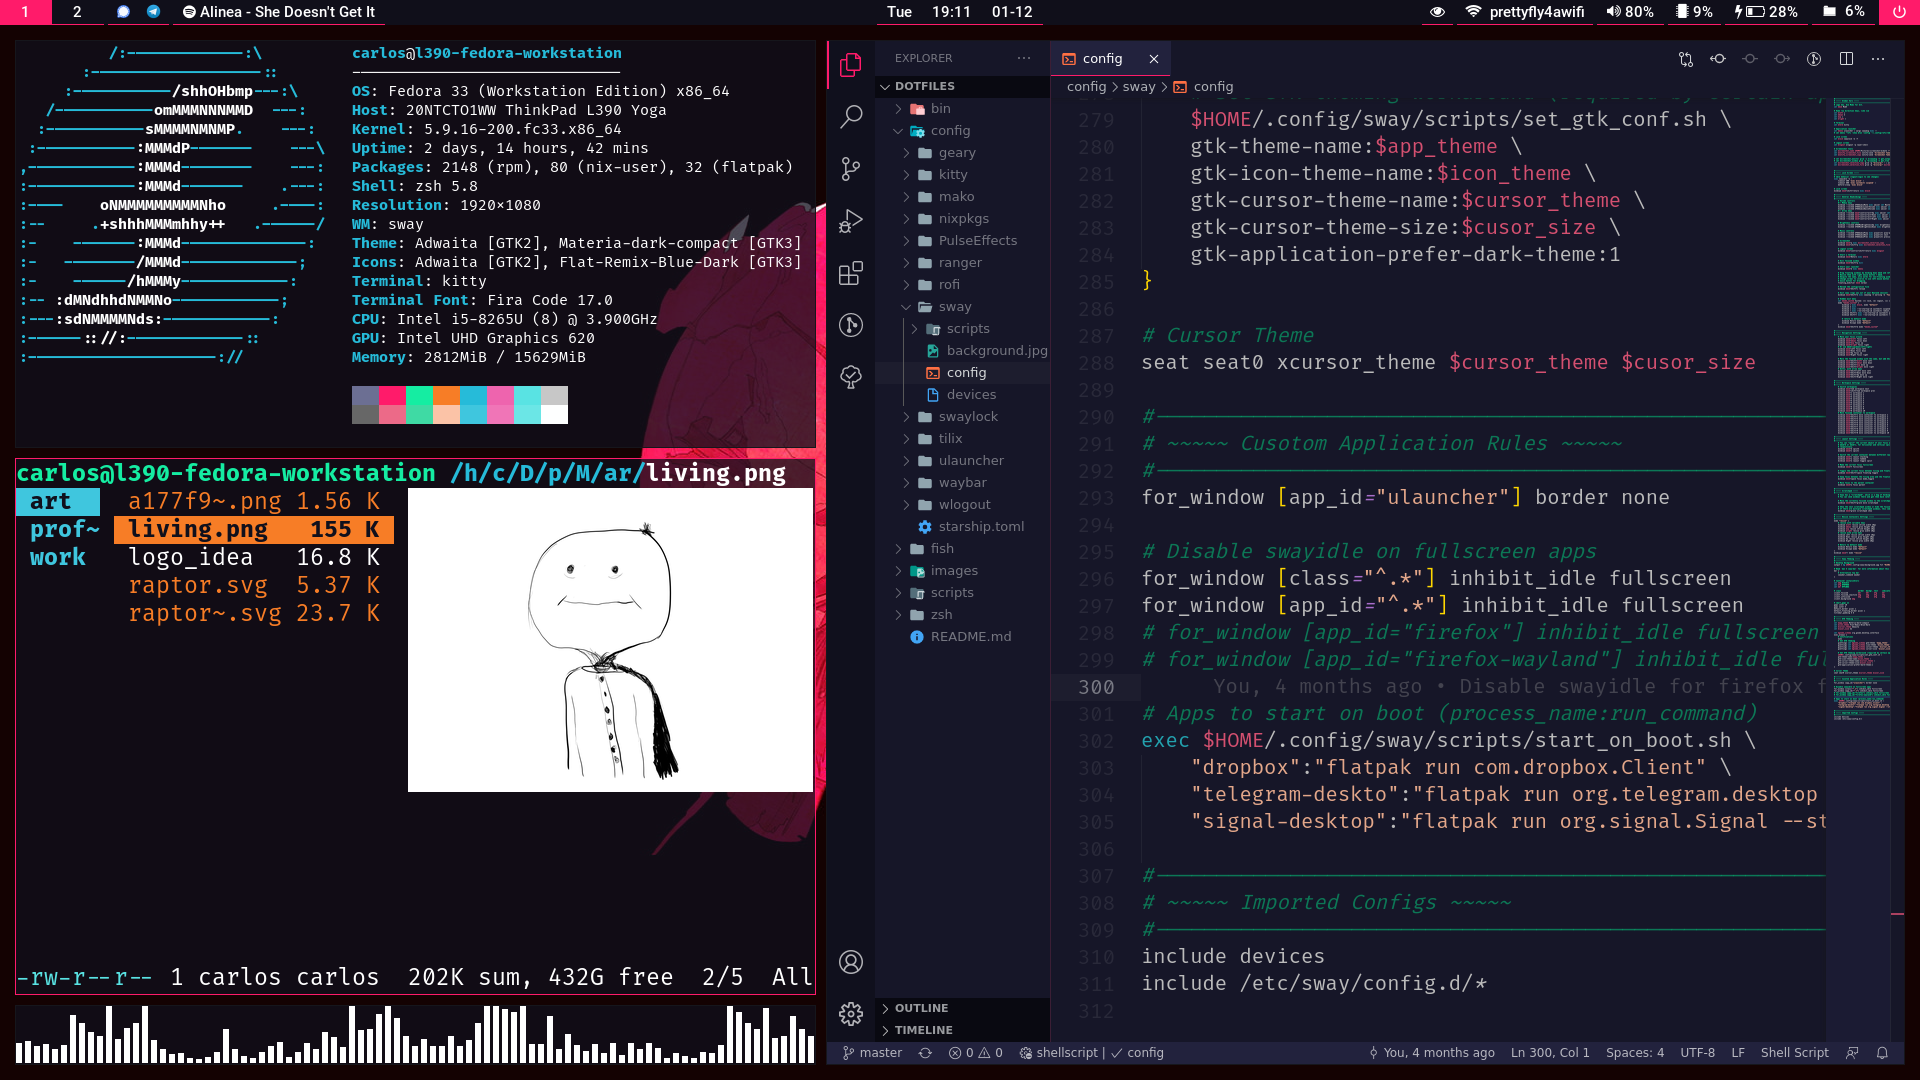 1 2 Alinea - She Doesn't Get It Tue 19:11 01-12 prettyfly4awifi 80% 9% 28% 6%
/:-------------:\ carlos@l390-fedora-workstation
:-------------------:: ------------------------------
:-----------/shhOHbmp---:\ OS: Fedora 33 (Workstation Edition) x86_64
/-----------omMMMNNNMMD ---: Host: 20NTCTO1WW ThinkPad L390 Yoga
:-----------sMMMMNMNMP. ---: Kernel: 5.9.16-200.fc33.x86_64
:-----------:MMMdP------- ---\ Uptime: 2 days, 14 hours, 42 mins
,------------:MMMd-------- ---: Packages: 2148 (rpm), 80 (nix-user), 32 (flatpak)
:------------:MMMd------- .---: Shell: zsh 5.8
:---- oNMMMMMMMMMNho .----: Resolution: 1920×1080
:-- .+shhhMMMmhhy++ .------/ WM: sway
:- -------:MMMd--------------: Theme: Adwaita [GTK2], Materia-dark-compact [GTK3]
:- --------/MMMd-------------; Icons: Adwaita [GTK2], Flat-Remix-Blue-Dark [GTK3]
:- ------/hMMMy------------: Terminal: kitty
:-- :dMNdhhdNMMNo------------; Terminal Font: Fira Code 17.0
:---:sdNMMMMNds:------------: CPU: Intel i5-8265U (8) @ 3.900GHz
:------:://:-------------:: GPU: Intel UHD Graphics 620
:---------------------:// Memory: 2812MiB / 15629MiB
carlos@l390-fedora-workstation /h/c/D/p/M/ar/living.png
art a177f9~.png 1.56 K
prof~ living.png 155 K
work logo_idea 16.8 K
raptor.svg 5.37 K
raptor~.svg 23.7 K
-rw-r--r-- 1 carlos carlos 202K sum, 432G free 2/5 All
EXPLORER ···
DOTFILES
bin
config
geary
kitty
mako
nixpkgs
PulseEffects
ranger
rofi
sway
scripts
background.jpg
config
devices
swaylock
tilix
ulauncher
waybar
wlogout
starship.toml
fish
images
scripts
zsh
README.md
OUTLINE
TIMELINE
config
config > sway > config
279 $HOME/.config/sway/scripts/set_gtk_conf.sh \
280 gtk-theme-name:$app_theme \
281 gtk-icon-theme-name:$icon_theme \
282 gtk-cursor-theme-name:$cursor_theme \
283 gtk-cursor-theme-size:$cusor_size \
284 gtk-application-prefer-dark-theme:1
285 }
286
287 # Cursor Theme
288 seat seat0 xcursor_theme $cursor_theme $cusor_size
289
290 #------------------------------------------------------
291 # ~~~~~ Cusotom Application Rules ~~~~~
292 #------------------------------------------------------
293 for_window [app_id="ulauncher"] border none
294
295 # Disable swayidle on fullscreen apps
296 for_window [class="^.*"] inhibit_idle fullscreen
297 for_window [app_id="^.*"] inhibit_idle fullscreen
298 # for_window [app_id="firefox"] inhibit_idle fullscreen
299 # for_window [app_id="firefox-wayland"] inhibit_idle ful
300 You, 4 months ago • Disable swayidle for firefox f
301 # Apps to start on boot (process_name:run_command)
302 exec $HOME/.config/sway/scripts/start_on_boot.sh \
303 "dropbox":"flatpak run com.dropbox.Client" \
304 "telegram-deskto":"flatpak run org.telegram.desktop
305 "signal-desktop":"flatpak run org.signal.Signal --st
306
307 #------------------------------------------------------
308 # ~~~~~ Imported Configs ~~~~~
309 #------------------------------------------------------
310 include devices
311 include /etc/sway/config.d/*
312
master 0 0 shellscript | ✓ config You, 4 months ago Ln 300, Col 1 Spaces: 4 UTF-8 LF Shell Script